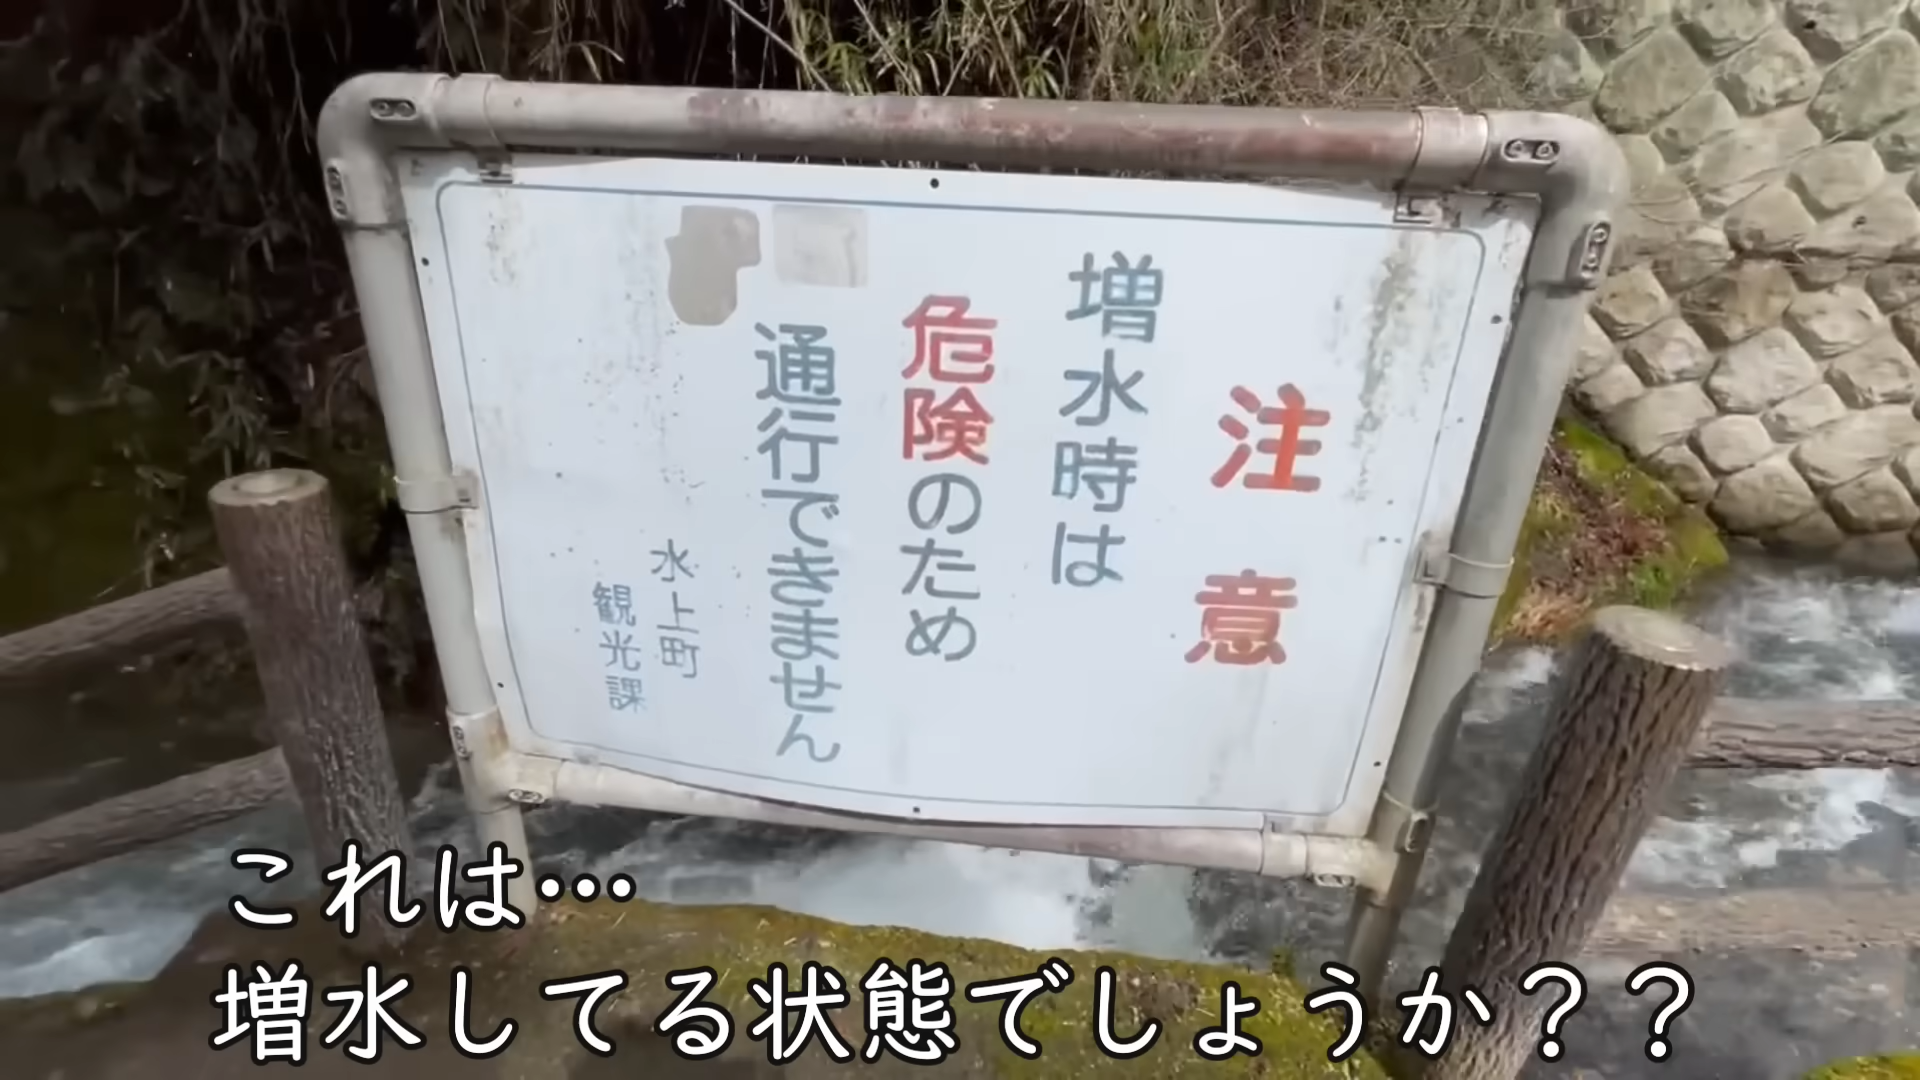 注意
増水時は
危険のため
通行できません
水上町
観光課
これは…
増水してる状態でしょうか？？